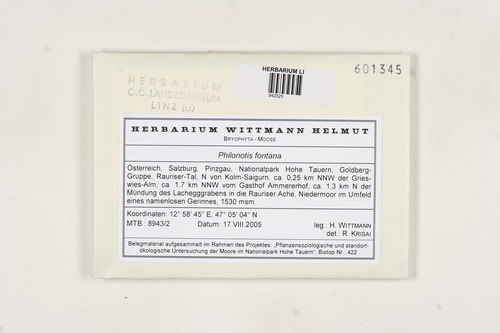 HERBARIUM LI
942525
601345
HERBARIUM
O.Ö. LANDESMUSEUM
LINZ (LI)
HERBARIUM WITTMANN HELMUT
BRYOPHYTA - MOOSE
Philonotis fontana
Österreich, Salzburg, Pinzgau, Nationalpark Hohe Tauern, Goldberg-
Gruppe, Rauriser-Tal, N von Kolm-Saigurn, ca. 0,25 km NNW der Gries-
wies-Alm, ca. 1,7 km NNW vom Gasthof Ammererhof, ca. 1,3 km N der
Mündung des Lachegggrabens in die Rauriser Ache, Niedermoor im Umfeld
eines namenlosen Gerinnes, 1530 msm.
Koordinaten: 12° 58' 45" E, 47° 05' 04" N
MTB.: 8943/2 Datum: 17.VIII.2005 leg.: H. WITTMANN
det.: R. KRISAI
Belegmaterial aufgesammelt im Rahmen des Projektes: „Pflanzensoziologische und standort-
ökologische Untersuchung der Moore im Nationalpark Hohe Tauern"; Biotop Nr.: 422